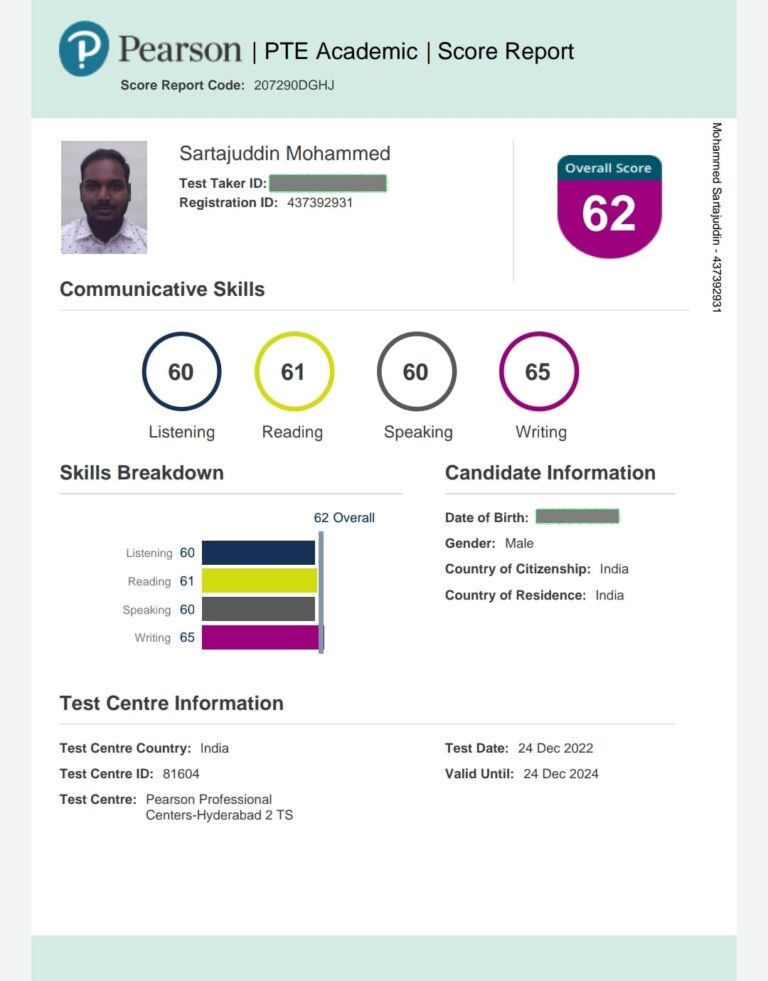 Pearson | PTE Academic | Score Report
Score Report Code: 207290DGHJ
Sartajuddin Mohammed
Test Taker ID:
Registration ID: 437392931
Overall Score
62
Mohammed Sartajuddin - 437392931
Communicative Skills
60 61 60 65
Listening Reading Speaking Writing
Skills Breakdown
62 Overall
Listening 60
Reading 61
Speaking 60
Writing 65
Candidate Information
Date of Birth:
Gender: Male
Country of Citizenship: India
Country of Residence: India
Test Centre Information
Test Centre Country: India
Test Centre ID: 81604
Test Centre: Pearson Professional
Centers-Hyderabad 2 TS
Test Date: 24 Dec 2022
Valid Until: 24 Dec 2024